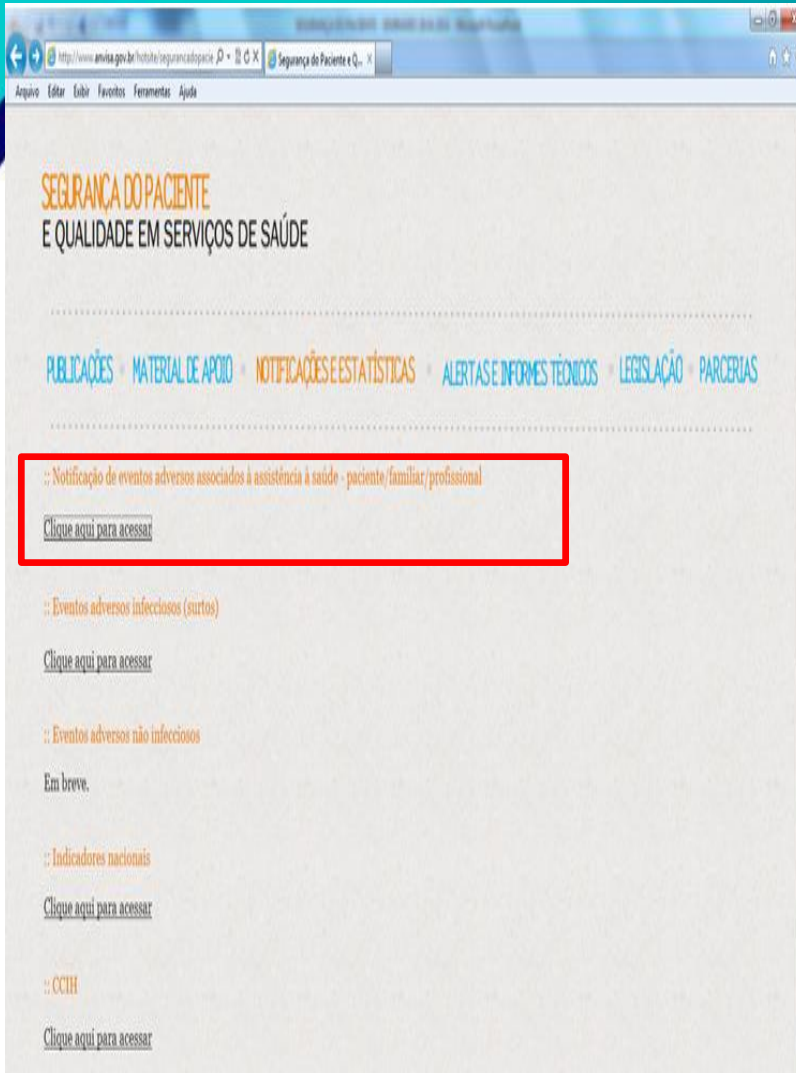 http://www.anvisa.gov.br/hotsite/segurancadopacie
Segurança do Paciente e Q...
Arquivo Editar Exibir Favoritos Ferramentas Ajuda
SEGURANÇA DO PACIENTE
E QUALIDADE EM SERVIÇOS DE SAÚDE
PUBLICAÇÕES MATERIAL DE APOIO NOTIFICAÇÕES E ESTATÍSTICAS ALERTAS E INFORMES TÉCNICOS LEGISLAÇÃO PARCERIAS
:: Notificação de eventos adversos associados à assistência à saúde - paciente/familiar/profissional
Clique aqui para acessar
:: Eventos adversos infecciosos (surtos)
Clique aqui para acessar
:: Eventos adversos não infecciosos
Em breve.
:: Indicadores nacionais
Clique aqui para acessar
:: CCIH
Clique aqui para acessar